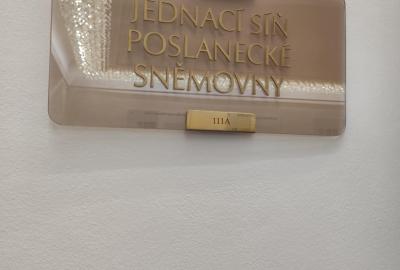 JEDNACÍ SÍŇ
POSLANECKÉ
SNĚMOVNY
111A